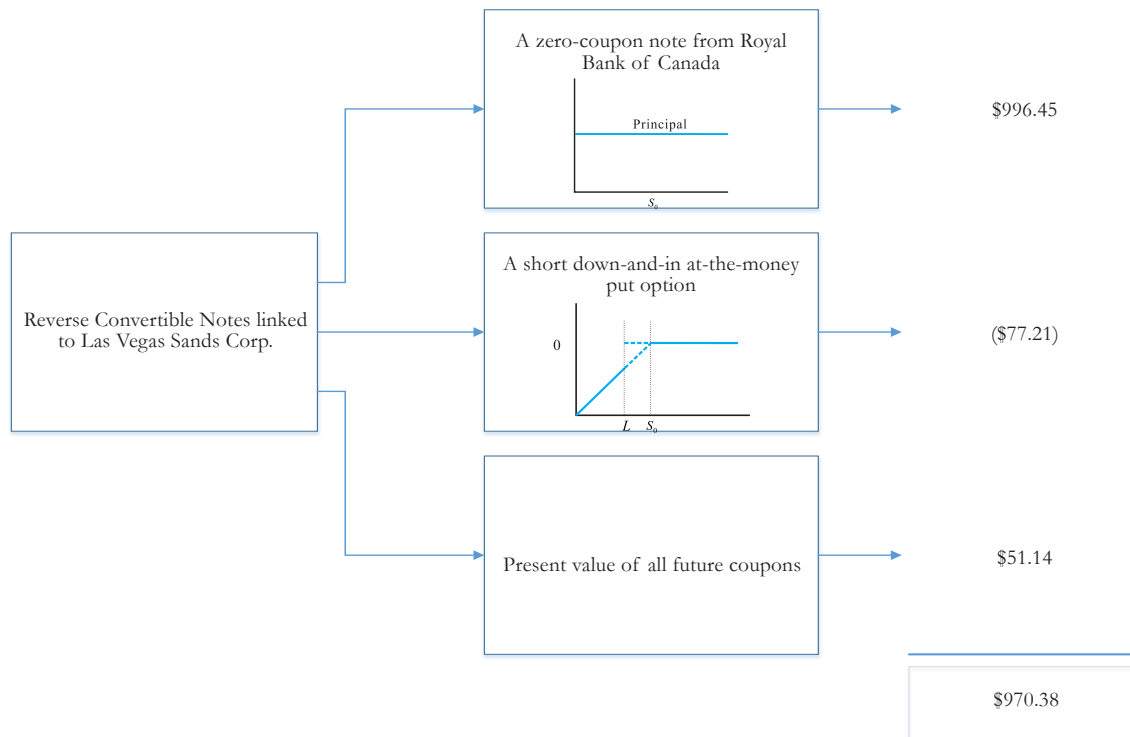 A zero-coupon note from Royal
Bank of Canada
Principal
S₀
$996.45
Reverse Convertible Notes linked
to Las Vegas Sands Corp.
A short down-and-in at-the-money
put option
0
L S₀
($77.21)
Present value of all future coupons
$51.14
$970.38